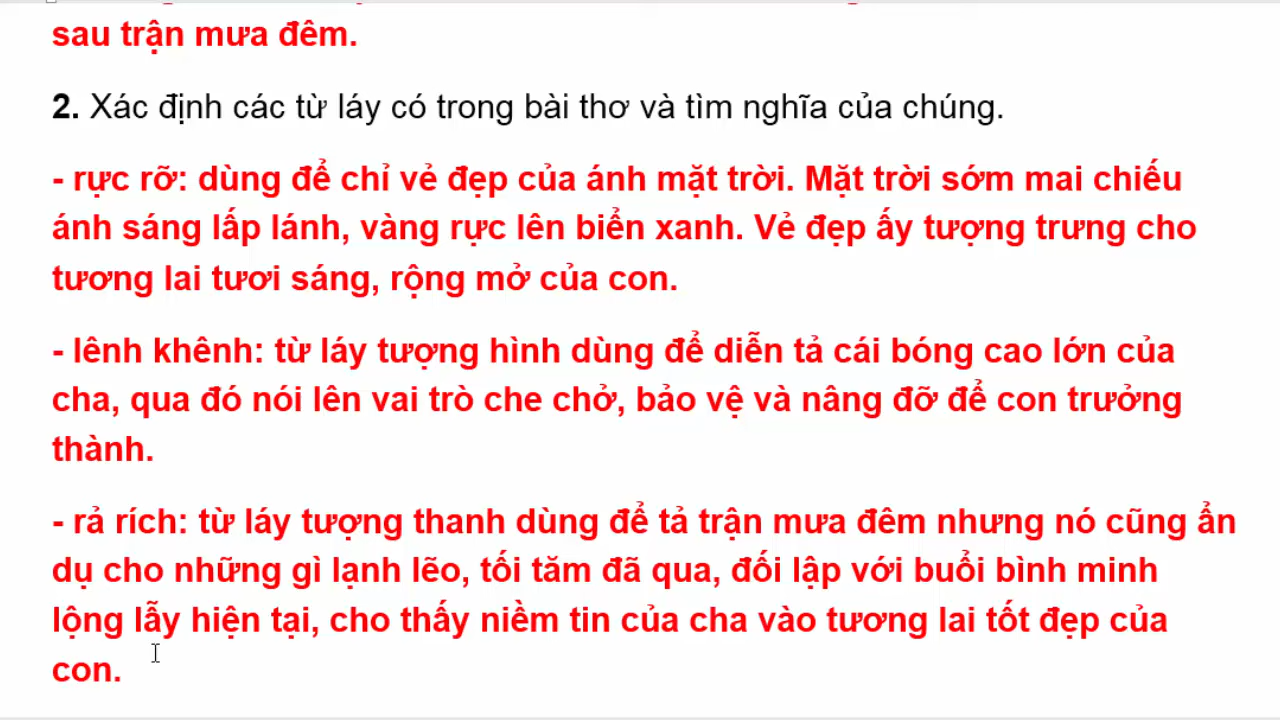 sau trận mưa đêm.
2. Xác định các từ láy có trong bài thơ và tìm nghĩa của chúng.
- rực rỡ: dùng để chỉ vẻ đẹp của ánh mặt trời. Mặt trời sớm mai chiếu
ánh sáng lấp lánh, vàng rực lên biển xanh. Vẻ đẹp ấy tượng trưng cho
tương lai tươi sáng, rộng mở của con.
- lênh khênh: từ láy tượng hình dùng để diễn tả cái bóng cao lớn của
cha, qua đó nói lên vai trò che chở, bảo vệ và nâng đỡ để con trưởng
thành.
- rả rích: từ láy tượng thanh dùng để tả trận mưa đêm nhưng nó cũng ẩn
dụ cho những gì lạnh lẽo, tối tăm đã qua, đối lập với buổi bình minh
lộng lẫy hiện tại, cho thấy niềm tin của cha vào tương lai tốt đẹp của
con.